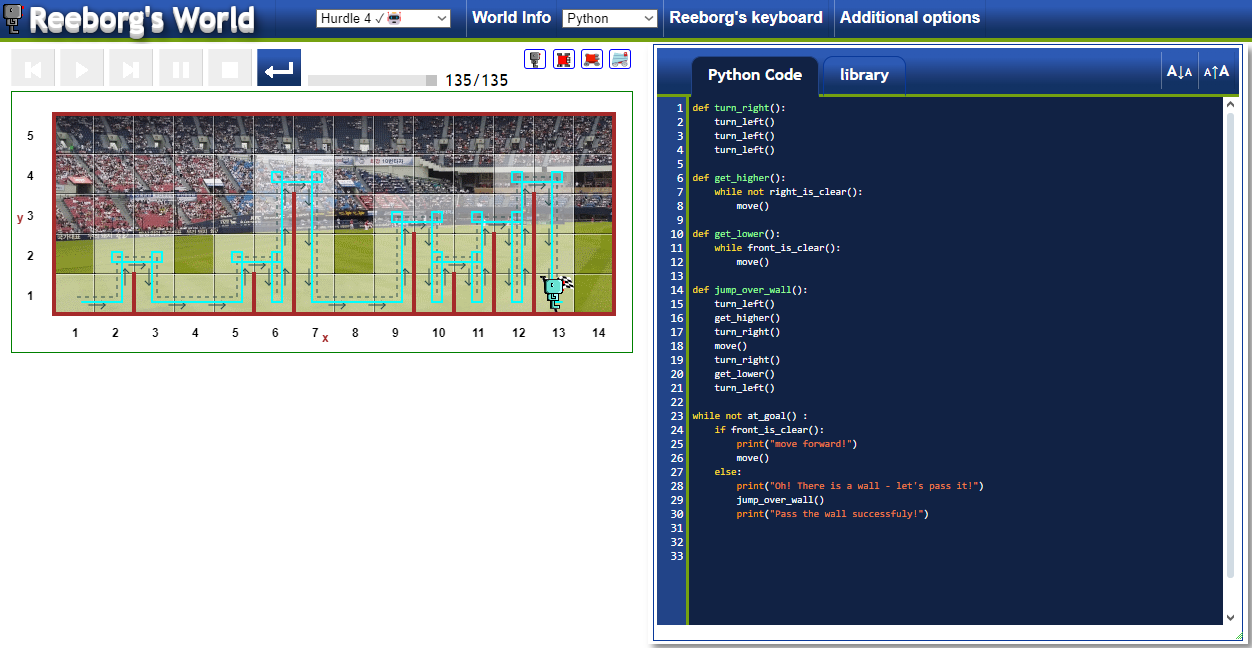 Reeborg's World
Hurdle 4 ✓
World Info
Python
Reeborg's keyboard
Additional options
135/135
5
4
y 3
2
1
1 2 3 4 5 6 7 x 8 9 10 11 12 13 14
Python Code
library
A↓A A↑A
1 def turn_right():
2     turn_left()
3     turn_left()
4     turn_left()
5
6 def get_higher():
7     while not right_is_clear():
8         move()
9
10 def get_lower():
11     while front_is_clear():
12         move()
13
14 def jump_over_wall():
15     turn_left()
16     get_higher()
17     turn_right()
18     move()
19     turn_right()
20     get_lower()
21     turn_left()
22
23 while not at_goal() :
24     if front_is_clear():
25         print("move forward!")
26         move()
27     else:
28         print("Oh! There is a wall - let's pass it!")
29         jump_over_wall()
30         print("Pass the wall successfuly!")
31
32
33